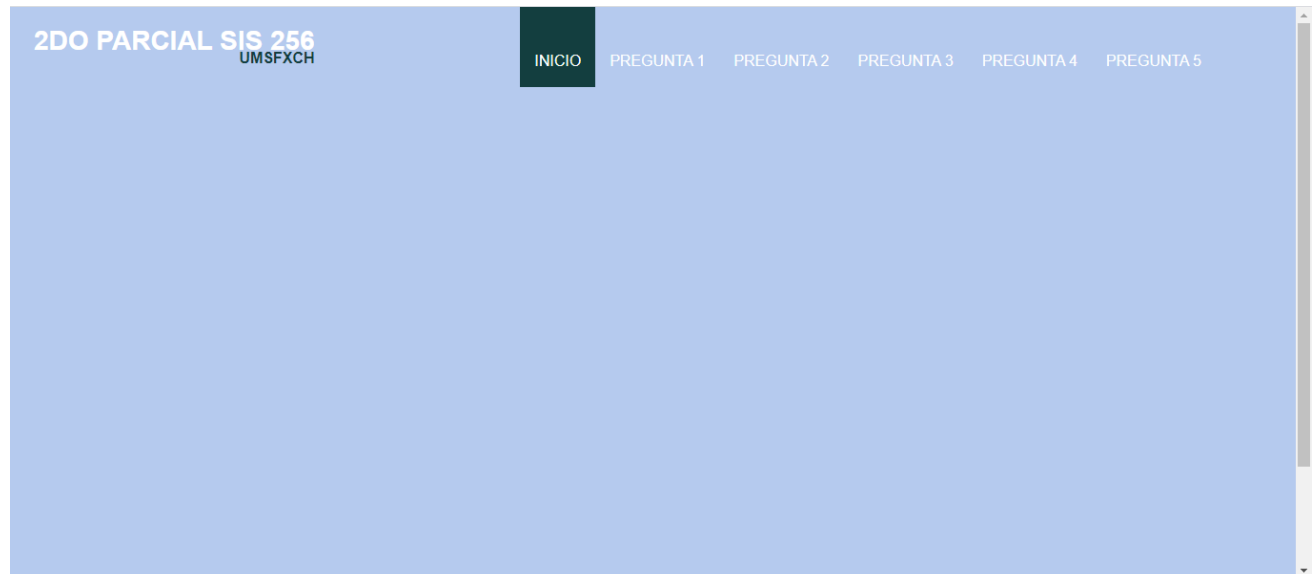 2DO PARCIAL SIS 256
UMSFXCH
INICIO PREGUNTA 1 PREGUNTA 2 PREGUNTA 3 PREGUNTA 4 PREGUNTA 5